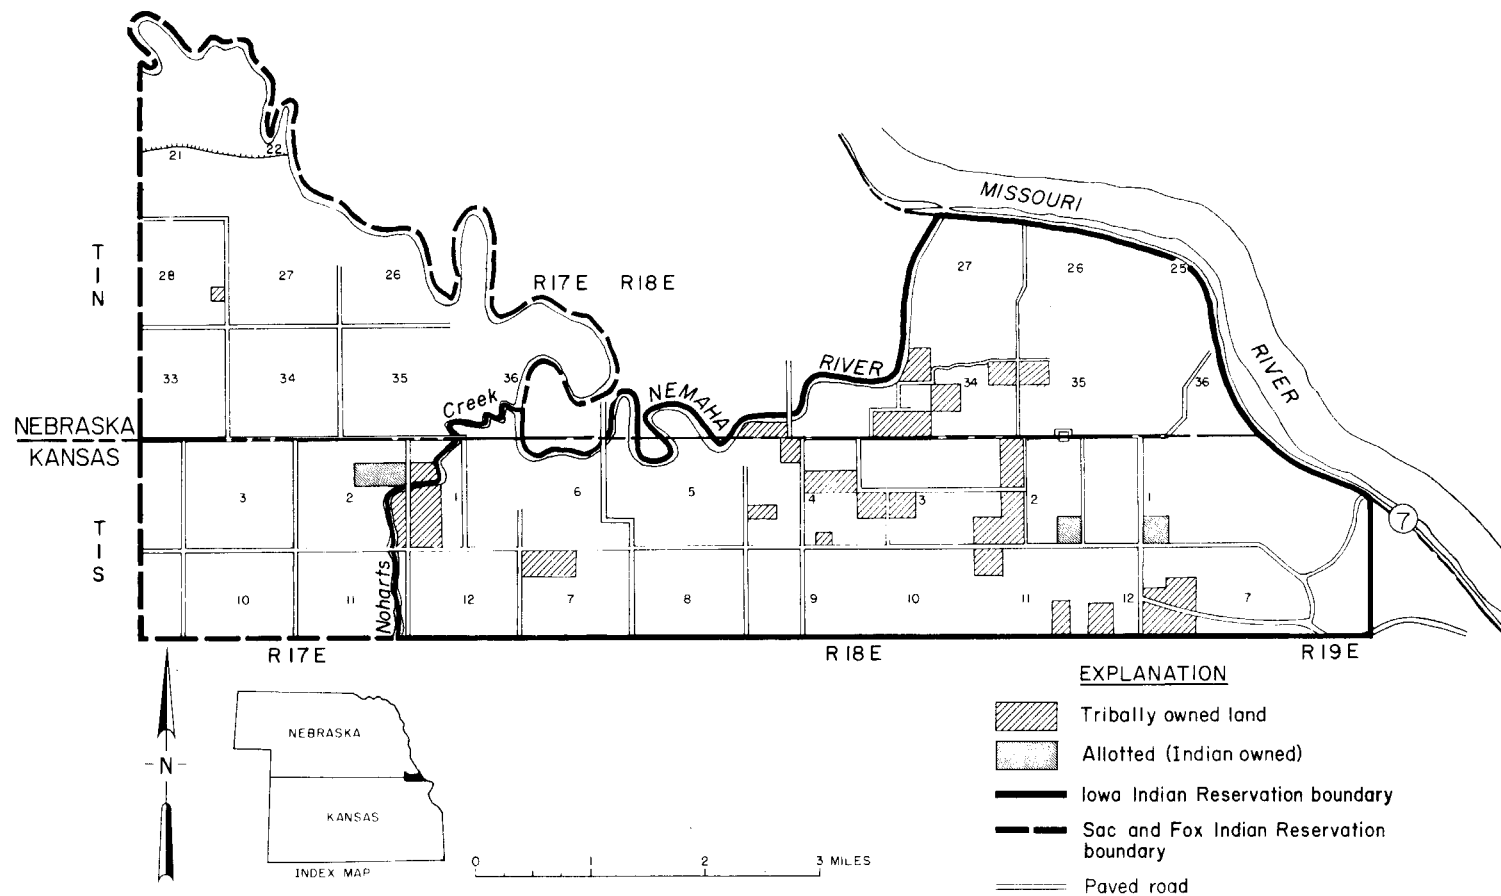 MISSOURI
21
22
T
I
N
28
27
26
R17E R18E
27
26
25
RIVER
RIVER
33
34
35
36
34
35
36
Creek
NEMAHA
NEBRASKA
KANSAS
3
2
1
6
5
4
3
2
1
7
T
I
S
Noharts
10
11
12
7
8
9
10
11
12
7
R17E
R18E
R19E
N
NEBRASKA
KANSAS
INDEX MAP
0 1 2 3 MILES
EXPLANATION
Tribally owned land
Allotted (Indian owned)
Iowa Indian Reservation boundary
Sac and Fox Indian Reservation
boundary
Paved road